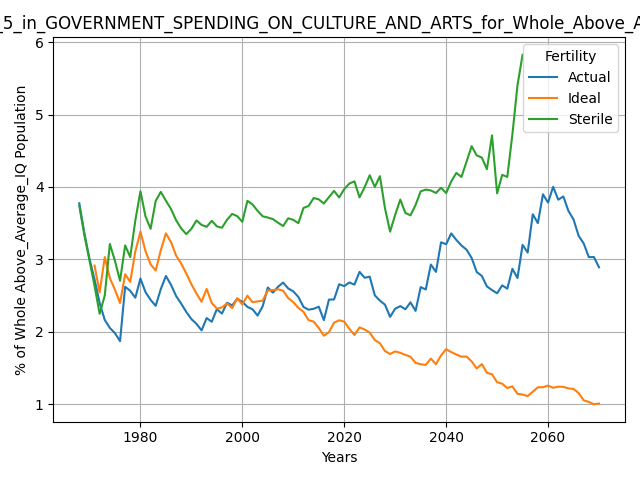 _5_in_GOVERNMENT_SPENDING_ON_CULTURE_AND_ARTS_for_Whole_Above_A
% of Whole Above_Average_IQ Population
6
5
4
3
2
1
1980 2000 2020 2040 2060
Years
Fertility
Actual
Ideal
Sterile